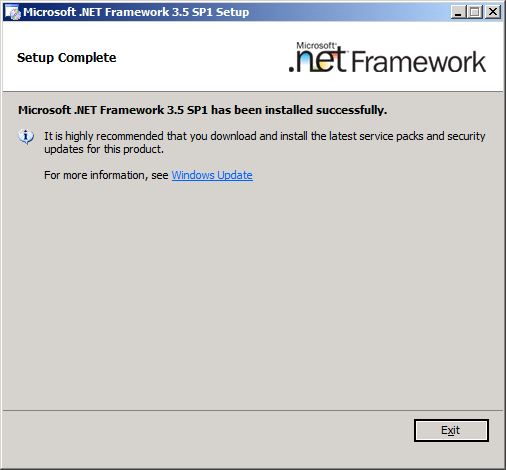 Microsoft .NET Framework 3.5 SP1 Setup
Setup Complete
Microsoft
.net Framework
Microsoft .NET Framework 3.5 SP1 has been installed successfully.
It is highly recommended that you download and install the latest service packs and security
updates for this product.
For more information, see Windows Update
Exit